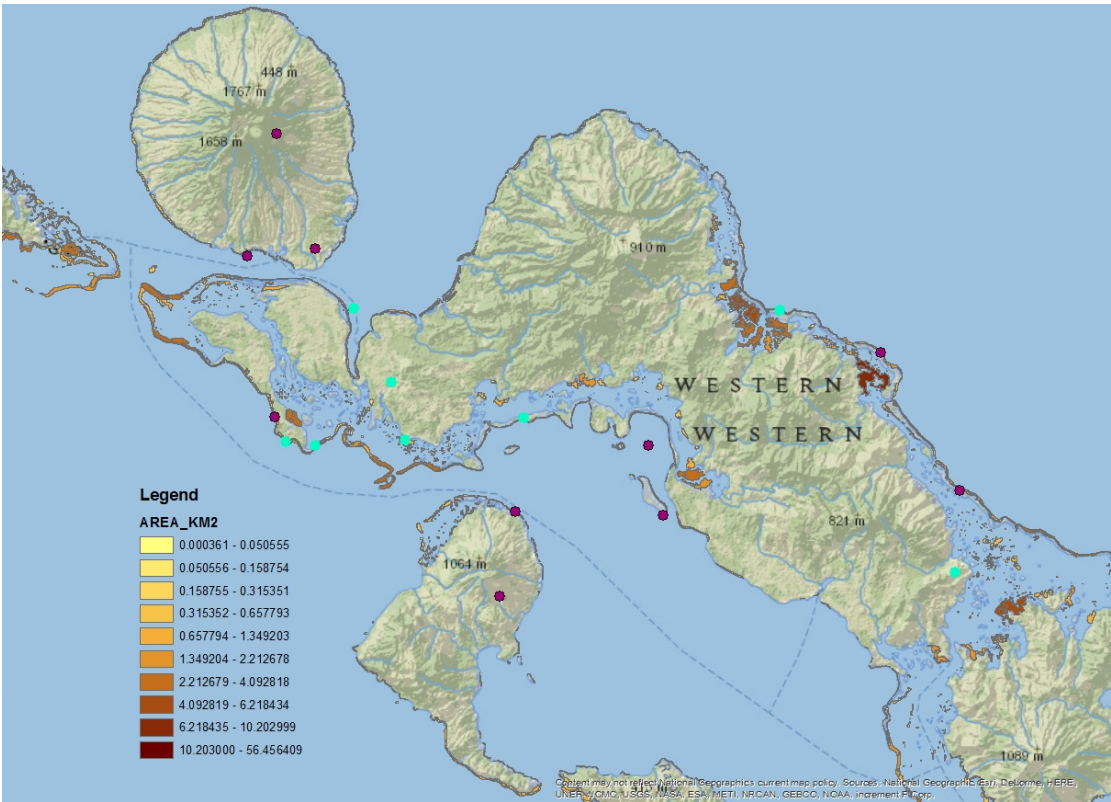 448 m
1767 m
1658 m
910 m
WESTERN
WESTERN
Legend
AREA_KM2
0.000361 - 0.050555
0.050556 - 0.158754
0.158755 - 0.315351
0.315352 - 0.657793
0.657794 - 1.349203
1.349204 - 2.212678
2.212679 - 4.092818
4.092819 - 6.218434
6.218435 - 10.202999
10.203000 - 56.456409
821 m
1064 m
1089 m
Content may not reflect National Geographics current map policy. Sources: National Geographic, Esri, DeLorme, HERE,
UNEP-WCMC, USGS, NASA, ESA, METI, NRCAN, GEBCO, NOAA, increment P Corp.